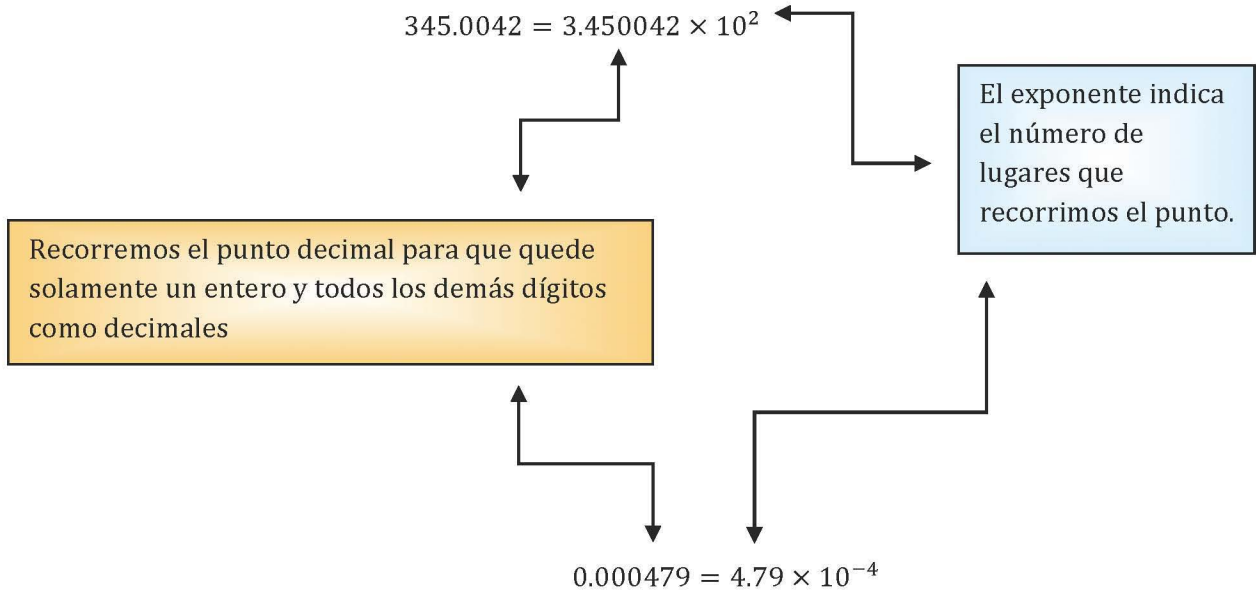 345.0042 = 3.450042 × 10²
El exponente indica
el número de
lugares que
recorrimos el punto.
Recorremos el punto decimal para que quede
solamente un entero y todos los demás dígitos
como decimales
0.000479 = 4.79 × 10⁻⁴